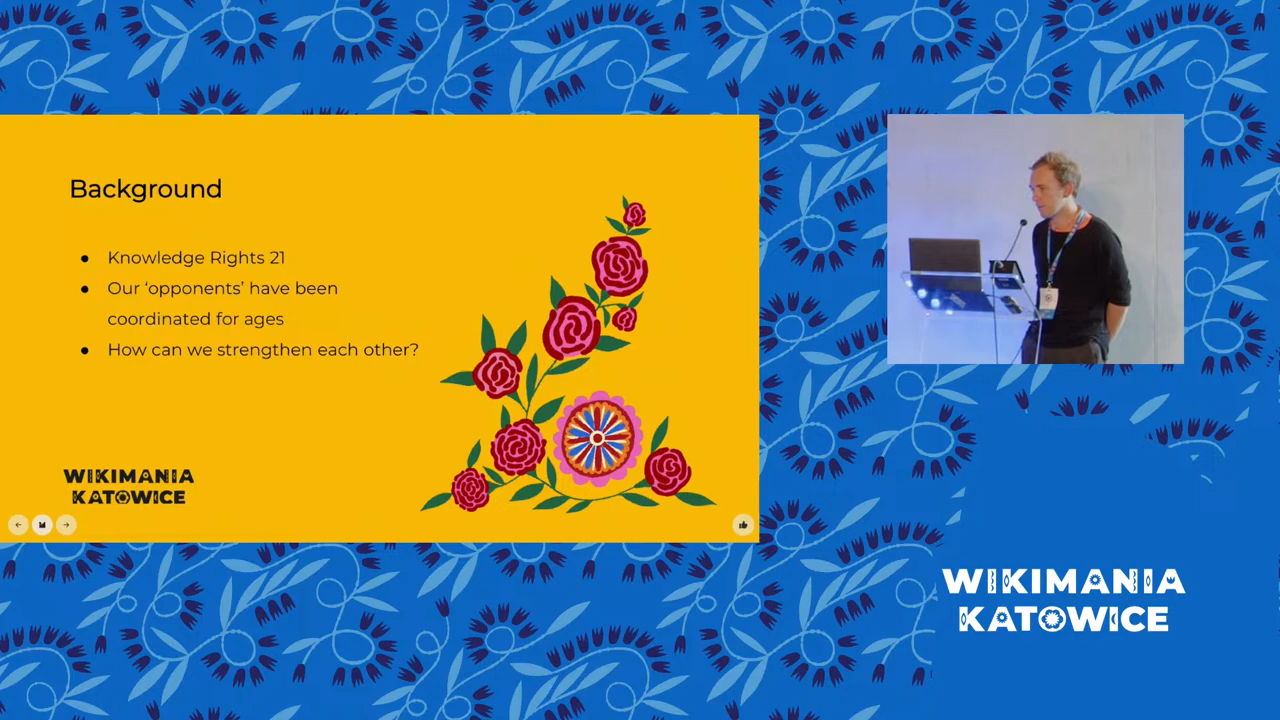 Background
● Knowledge Rights 21
● Our ‘opponents’ have been
coordinated for ages
● How can we strengthen each other?
WIKIMANIA
KATOWICE
WIKIMANIA
KATOWICE